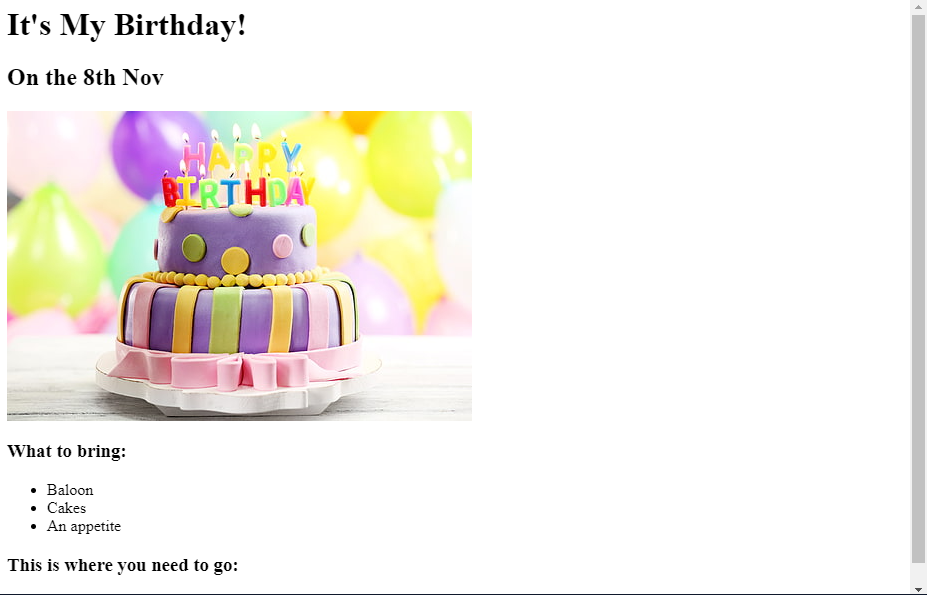 It's My Birthday!
On the 8th Nov
HAPPY
BIRTHDAY
What to bring:
Baloon
Cakes
An appetite
This is where you need to go: